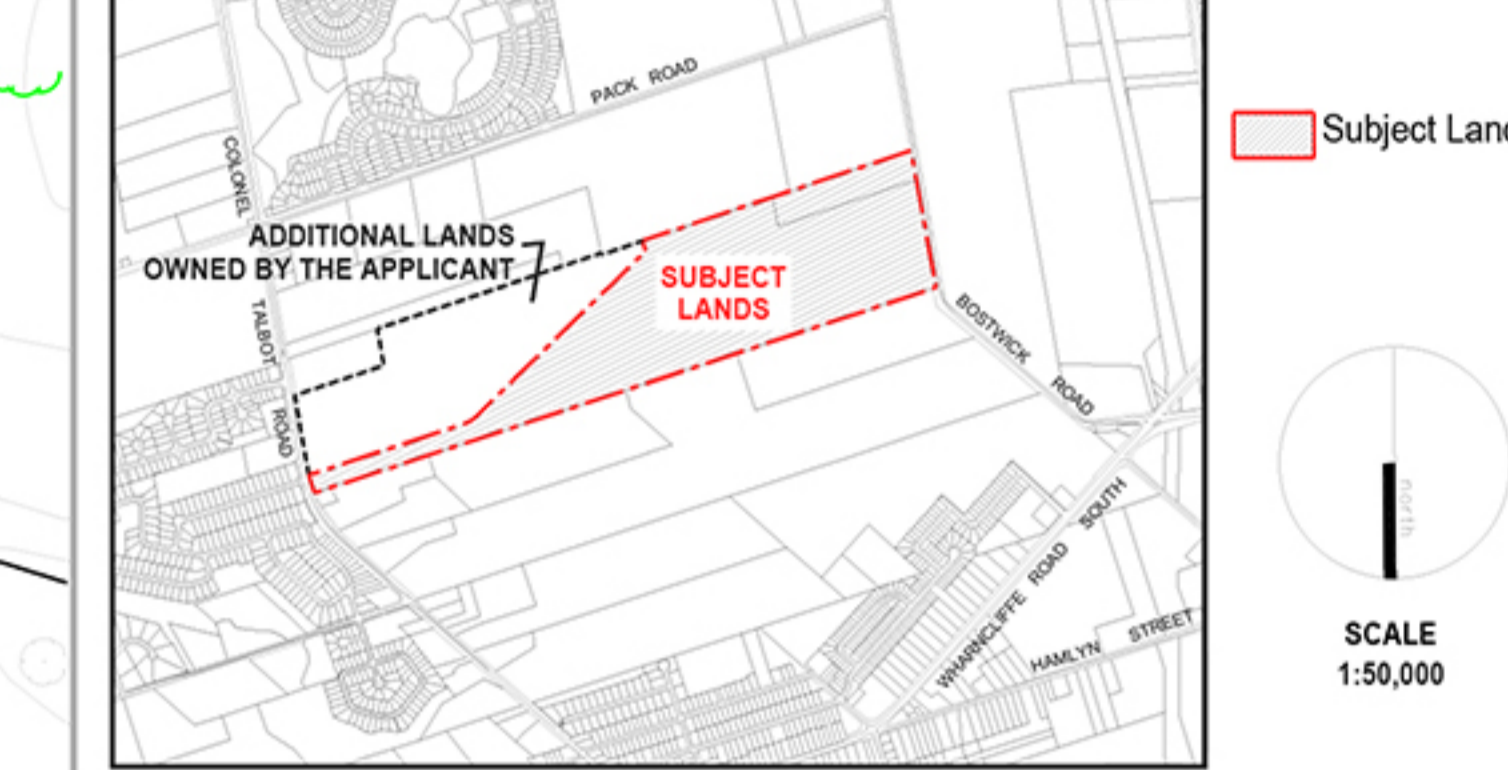 PACK ROAD
COLONEL
TALBOT
ROAD
ADDITIONAL LANDS
OWNED BY THE APPLICANT
SUBJECT
LANDS
BOSTWICK
ROAD
WHARNCLIFFE ROAD SOUTH
HAMLYN STREET
Subject Lan
north
SCALE
1:50,000